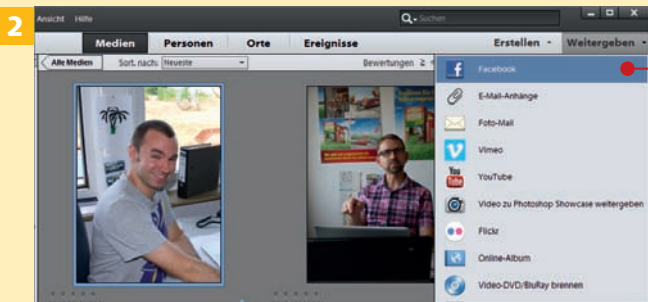 2
Ansicht Hilfe
Suchen
Medien Personen Orte Ereignisse
Erstellen Weitergeben
Alle Medien Sort. nach: Neueste
Bewertungen ≥
Facebook
E-Mail-Anhänge
Foto-Mail
Vimeo
YouTube
Video zu Photoshop Showcase weitergeben
Flickr
Online-Album
Video-DVD/BluRay brennen